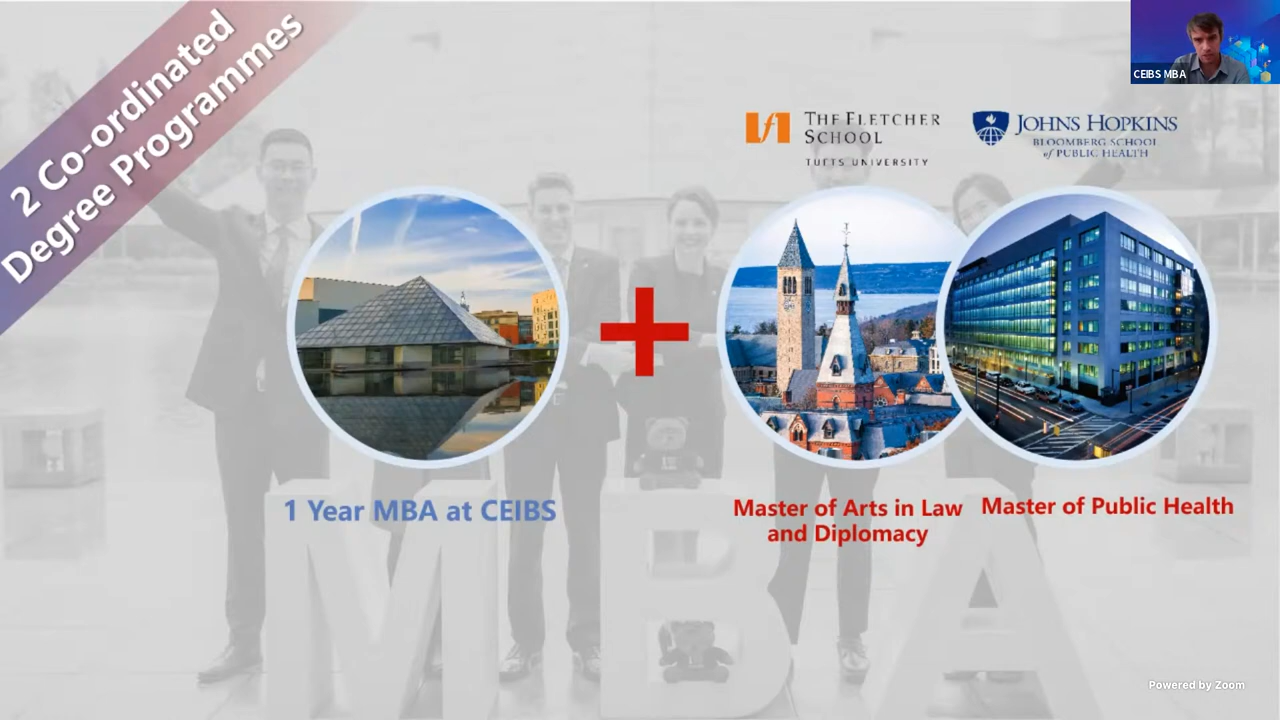 2 Co-ordinated
Degree Programmes
CEIBS MBA
THE FLETCHER
SCHOOL
TUFTS UNIVERSITY
JOHNS HOPKINS
BLOOMBERG SCHOOL
of PUBLIC HEALTH
1 Year MBA at CEIBS
Master of Arts in Law
and Diplomacy
Master of Public Health
MBA
Powered by Zoom